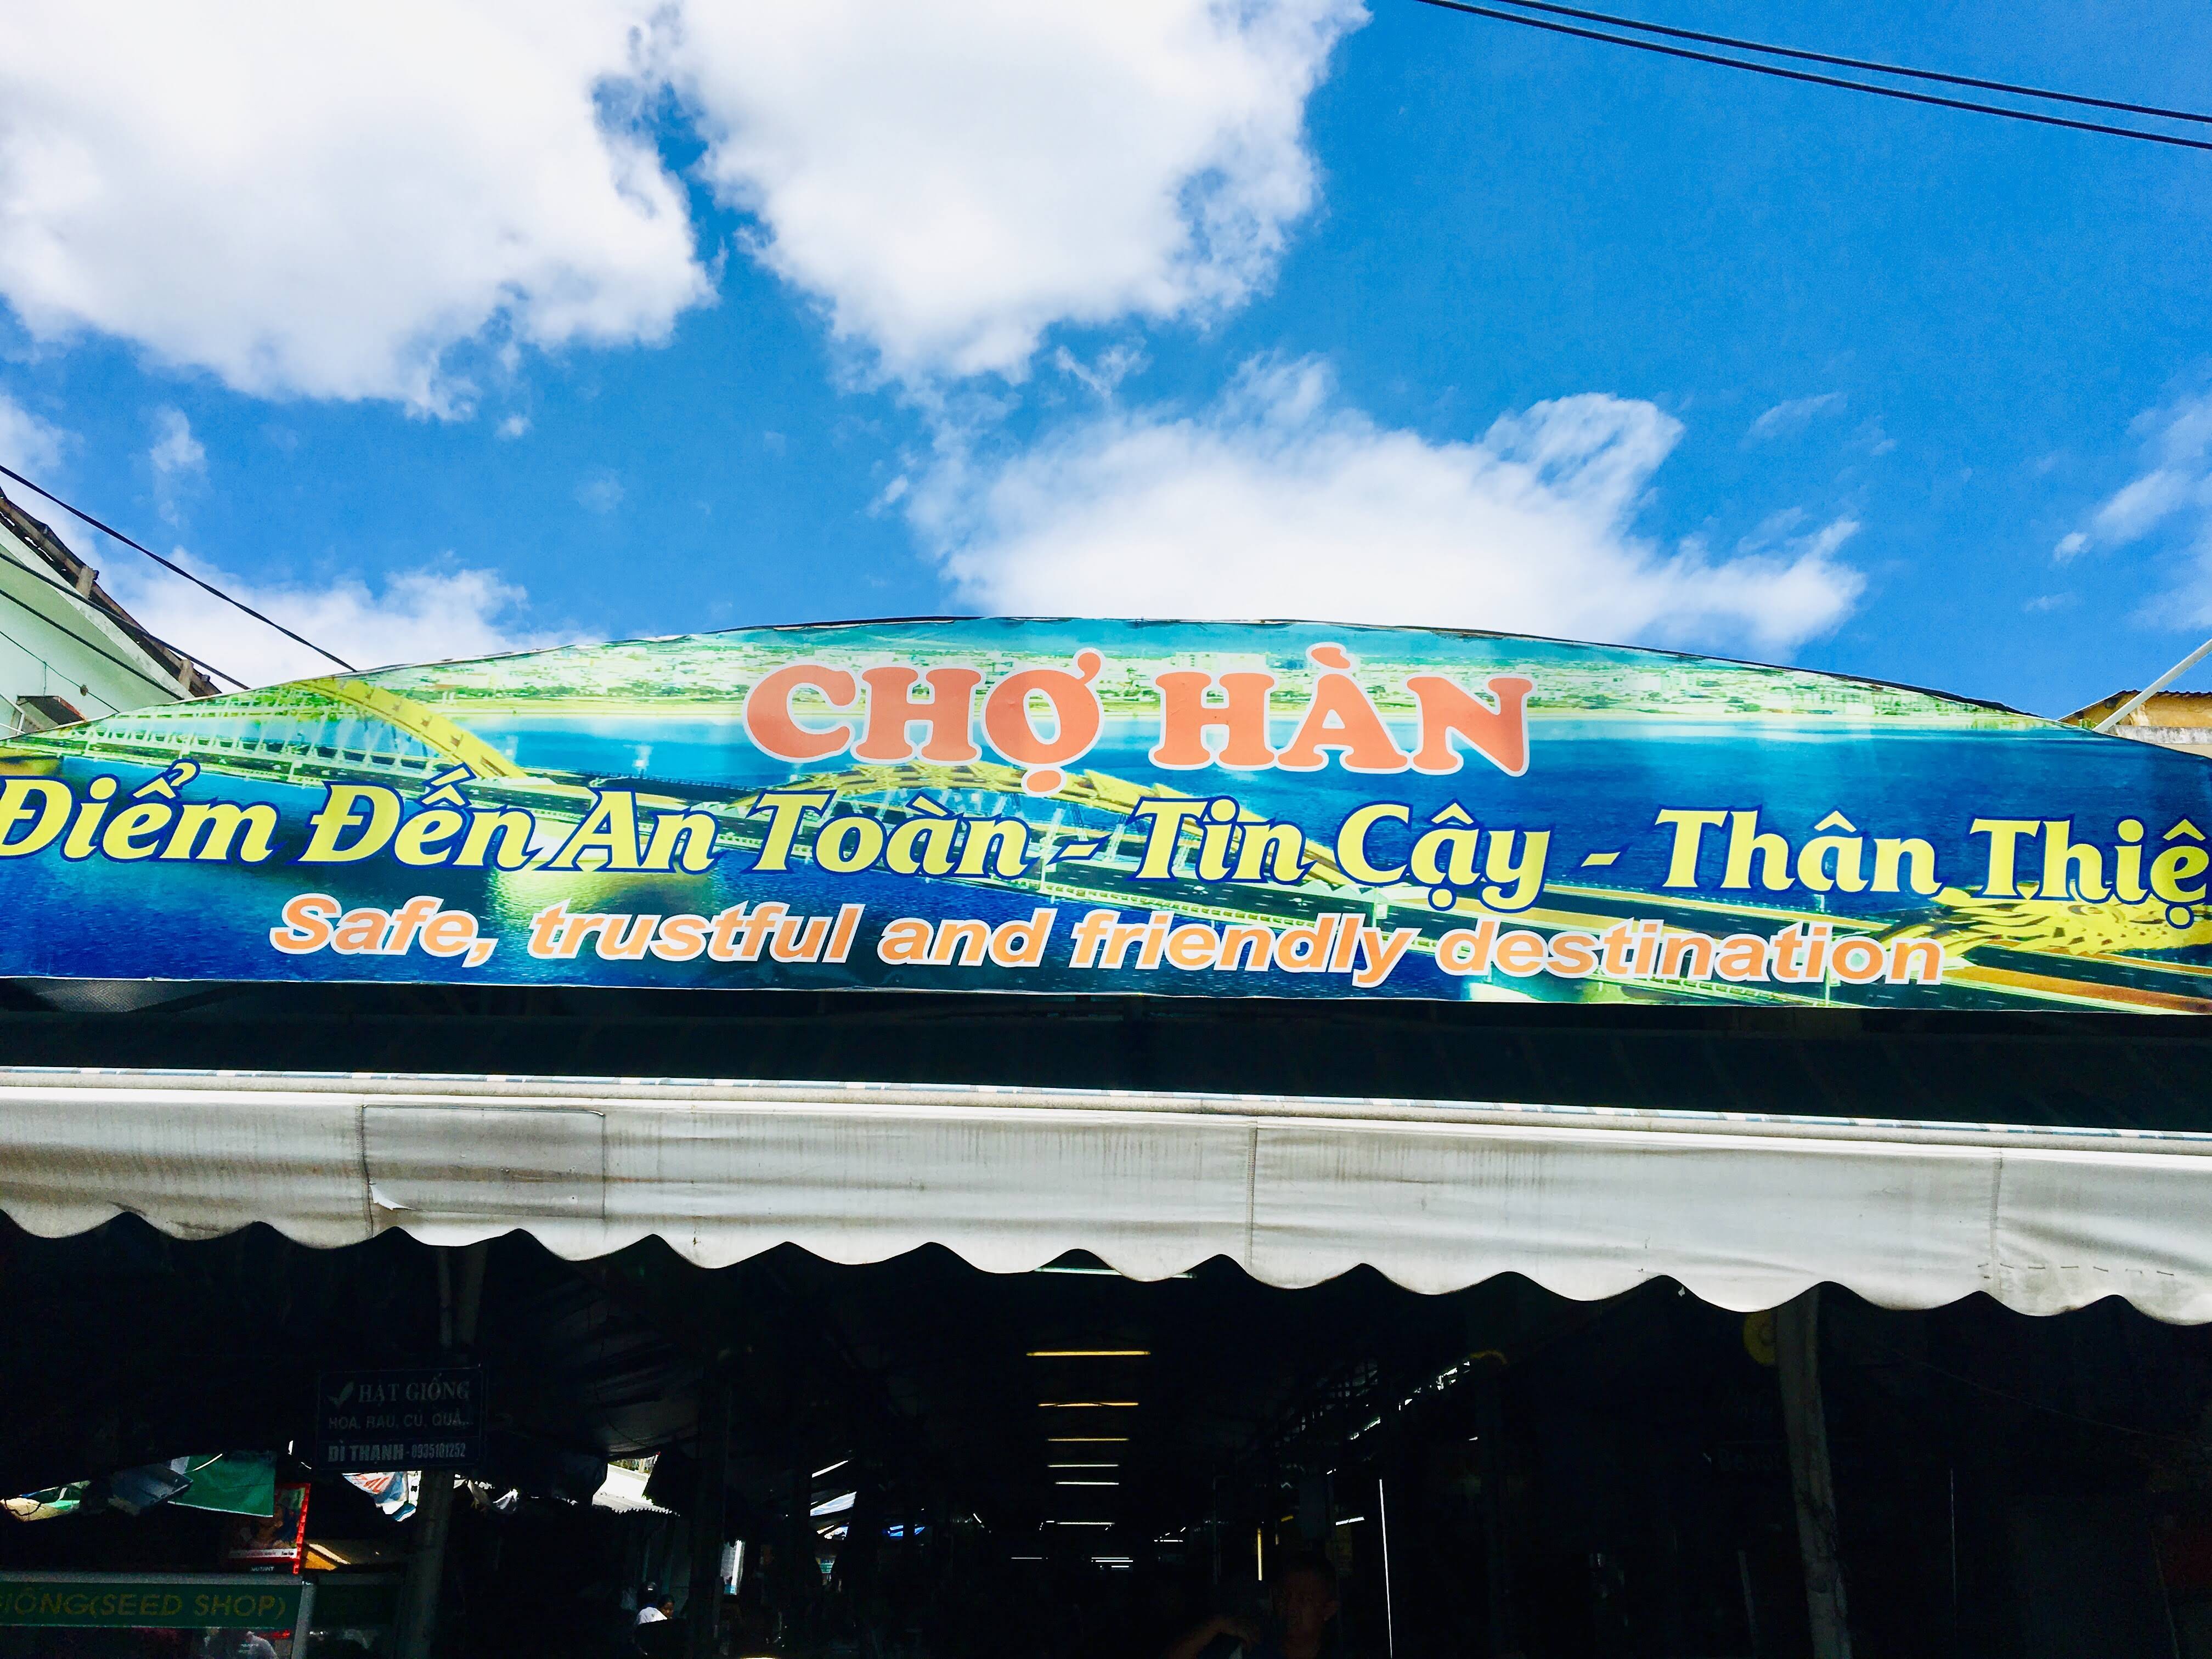 CHỢ HÀN
Điểm Đến An Toàn - Tin Cậy - Thân Thiệ
Safe, trustful and friendly destination
HẠT GIỐNG
HOA, RAU, CỦ, QUẢ...
DÌ THẠNH - 0935101252
GIỐNG(SEED SHOP)